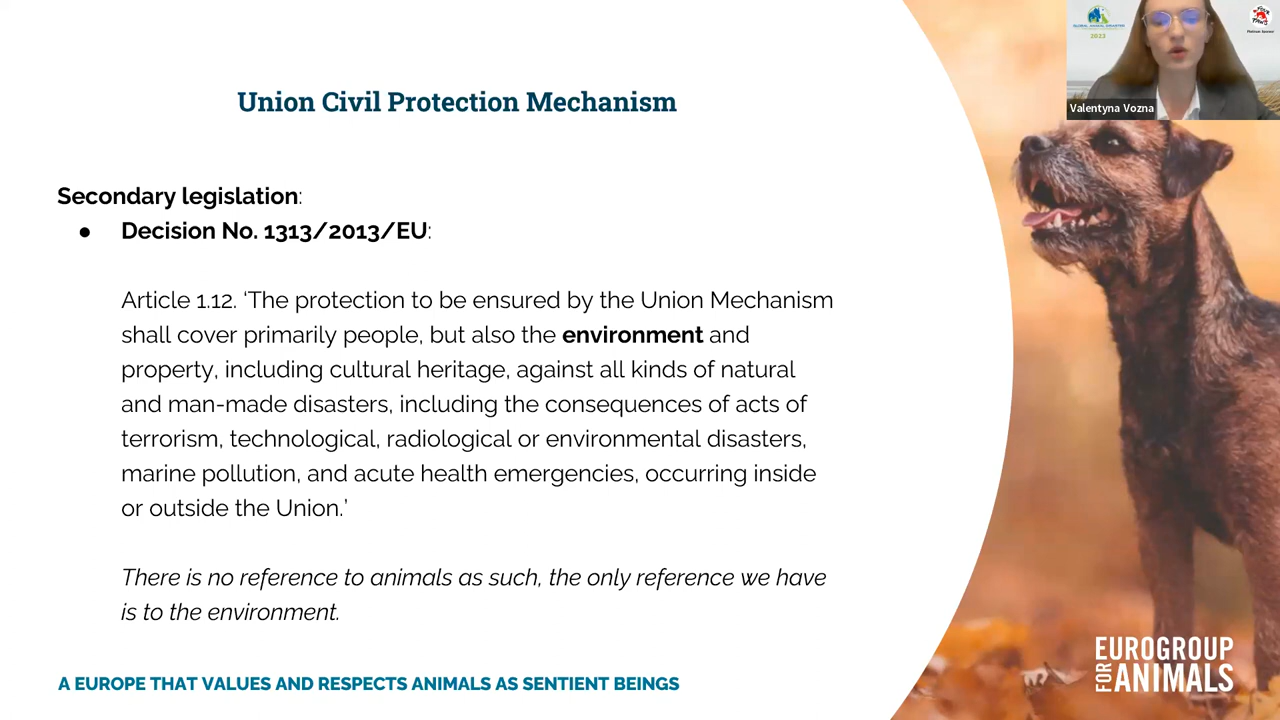 Union Civil Protection Mechanism
Secondary legislation:
● Decision No. 1313/2013/EU:
Article 1.12. ‘The protection to be ensured by the Union Mechanism
shall cover primarily people, but also the environment and
property, including cultural heritage, against all kinds of natural
and man-made disasters, including the consequences of acts of
terrorism, technological, radiological or environmental disasters,
marine pollution, and acute health emergencies, occurring inside
or outside the Union.’
There is no reference to animals as such, the only reference we have
is to the environment.
A EUROPE THAT VALUES AND RESPECTS ANIMALS AS SENTIENT BEINGS
GLOBAL ANIMAL DISASTER
2023
Valentyna Vozna
EUROGROUP
FOR ANIMALS